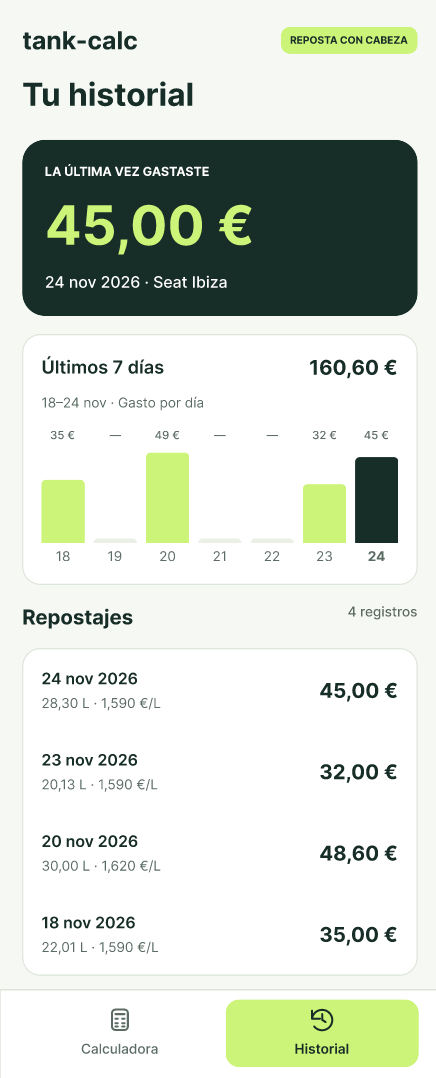 tank-calc
REPOSTA CON CABEZA
Tu historial
LA ÚLTIMA VEZ GASTASTE
45,00 €
24 nov 2026 · Seat Ibiza
Últimos 7 días
160,60 €
18–24 nov · Gasto por día
35 € — 49 € — — 32 € 45 €
18 19 20 21 22 23 24
Repostajes
4 registros
24 nov 2026
28,30 L · 1,590 €/L
45,00 €
23 nov 2026
20,13 L · 1,590 €/L
32,00 €
20 nov 2026
30,00 L · 1,620 €/L
48,60 €
18 nov 2026
22,01 L · 1,590 €/L
35,00 €
Calculadora
Historial